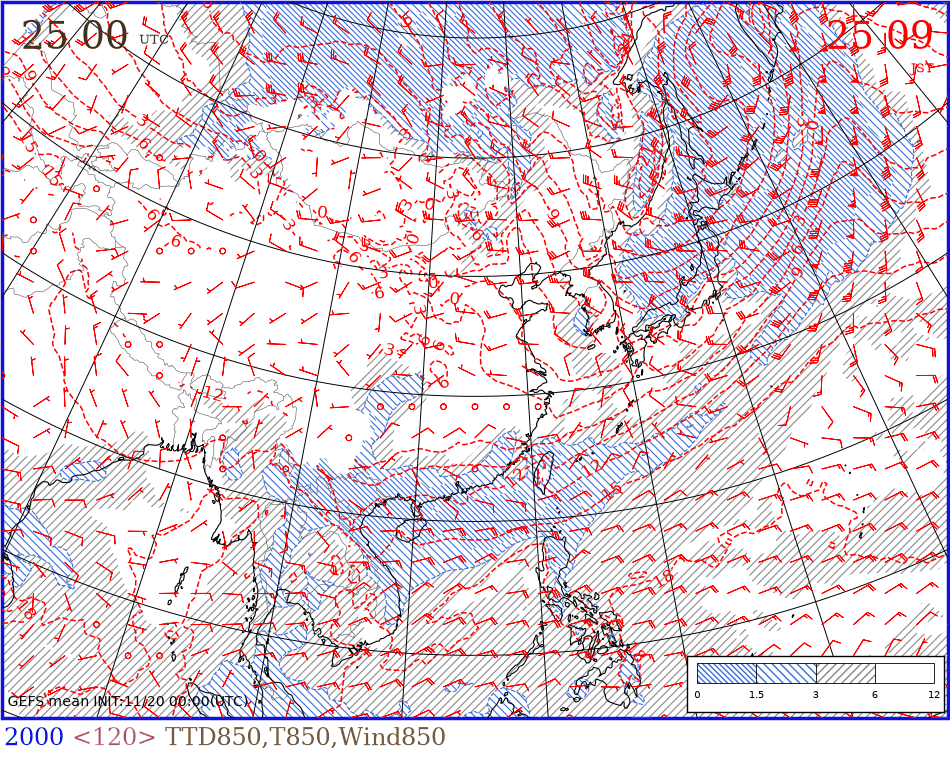 25 00 UTC
25 09
JST
0 1.5 3 6 12
GEFS mean INIT:11/20 00:00(UTC)
2000 <120> TTD850,T850,Wind850